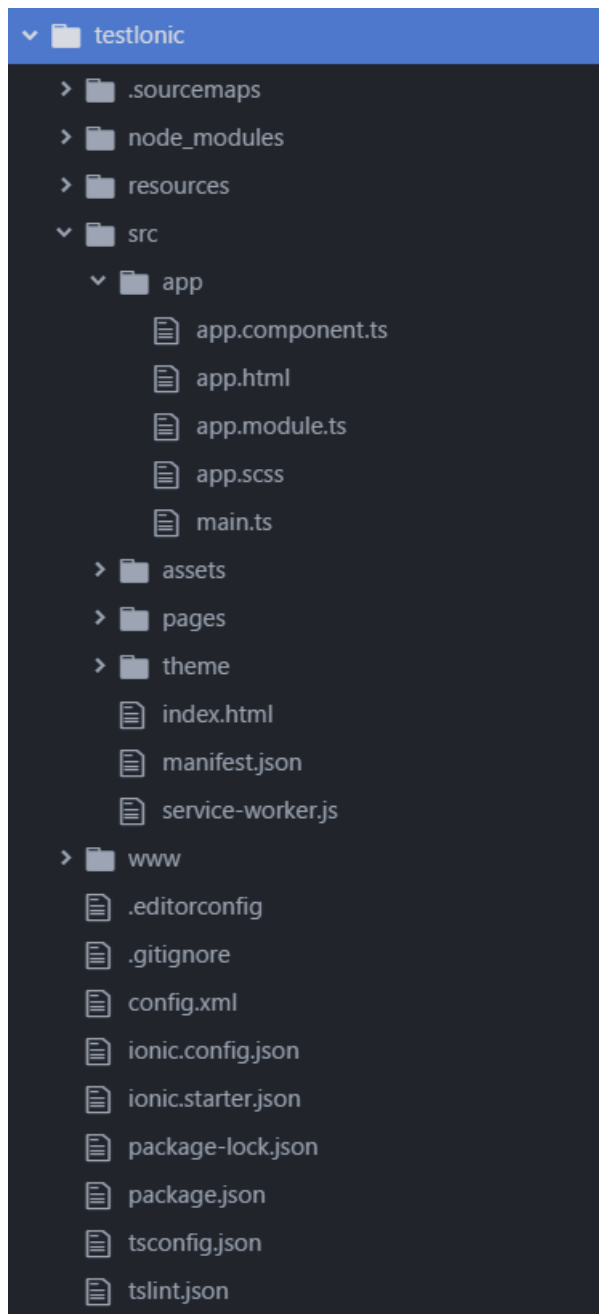 testIonic
.sourcemaps
node_modules
resources
src
app
app.component.ts
app.html
app.module.ts
app.scss
main.ts
assets
pages
theme
index.html
manifest.json
service-worker.js
www
.editorconfig
.gitignore
config.xml
ionic.config.json
ionic.starter.json
package-lock.json
package.json
tsconfig.json
tslint.json